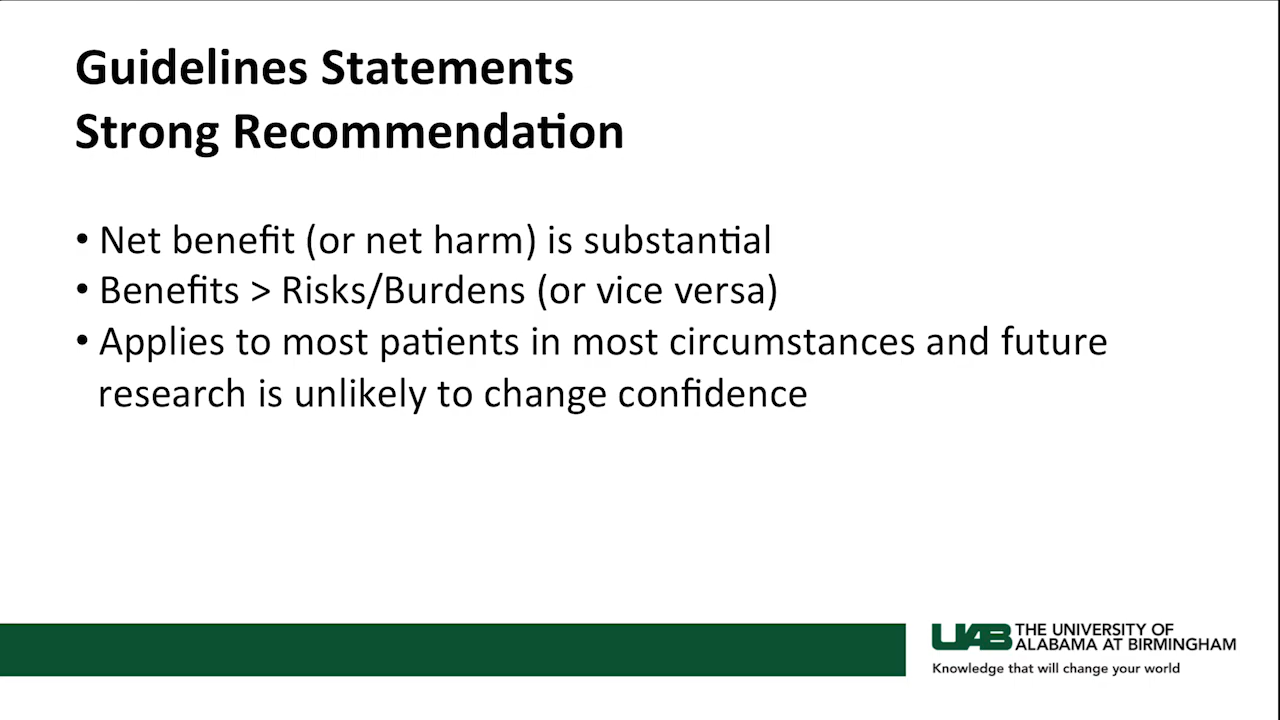 Guidelines Statements
Strong Recommendation
• Net benefit (or net harm) is substantial
• Benefits > Risks/Burdens (or vice versa)
• Applies to most patients in most circumstances and future
research is unlikely to change confidence
UAB THE UNIVERSITY OF
ALABAMA AT BIRMINGHAM
Knowledge that will change your world